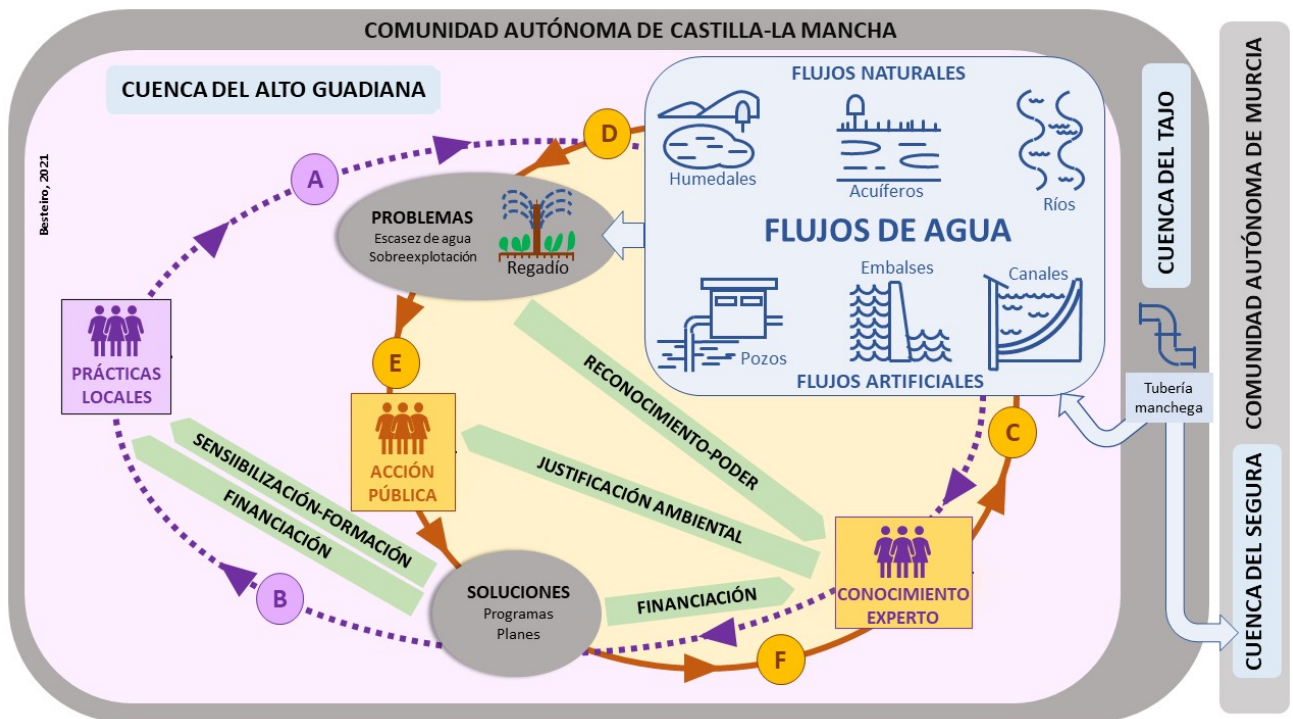 COMUNIDAD AUTÓNOMA DE CASTILLA-LA MANCHA
CUENCA DEL ALTO GUADIANA
Besteiro, 2021
FLUJOS NATURALES
Humedales
Acuíferos
Ríos
FLUJOS DE AGUA
Pozos
Embalses
Canales
FLUJOS ARTIFICIALES
A
D
PROBLEMAS
Escasez de agua
Sobreexplotación
Regadío
PRÁCTICAS
LOCALES
E
ACCIÓN
PÚBLICA
RECONOCIMIENTO-PODER
JUSTIFICACIÓN AMBIENTAL
SENSIIBILIZACIÓN-FORMACIÓN
FINANCIACIÓN
C
B
SOLUCIONES
Programas
Planes
FINANCIACIÓN
CONOCIMIENTO
EXPERTO
F
CUENCA DEL TAJO
Tubería
manchega
COMUNIDAD AUTÓNOMA DE MURCIA
CUENCA DEL SEGURA